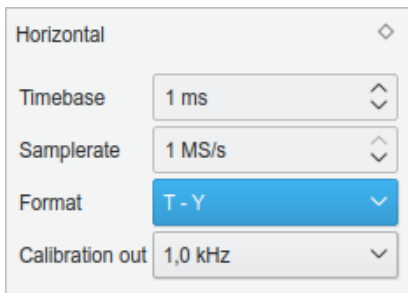 Horizontal
Timebase 1 ms
Samplerate 1 MS/s
Format T - Y
Calibration out 1,0 kHz